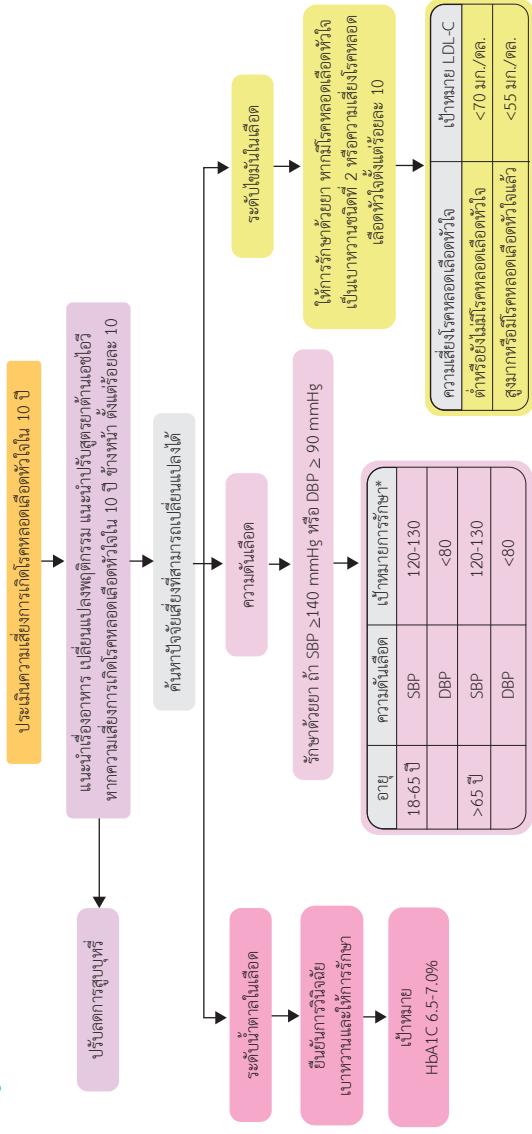 ประเมินความเสี่ยงการเกิดโรคหลอดเลือดหัวใจใน 10 ปี
แนะนำเรื่องอาหาร เปลี่ยนแปลงพฤติกรรม แนะนำปรับสูตรยาต้านเอชไอวี
หากความเสี่ยงการเกิดโรคหลอดเลือดหัวใจใน 10 ปี ข้างหน้า ตั้งแต่ร้อยละ 10
ปรับลดการสูบบุหรี่
ค้นหาปัจจัยเสี่ยงที่สามารถเปลี่ยนแปลงได้
ระดับน้ำตาลในเลือด
ยืนยันการวินิจฉัย
เบาหวานและให้การรักษา
เป้าหมาย
HbA1C 6.5-7.0%
ความดันเลือด
รักษาด้วยยา ถ้า SBP ≥140 mmHg หรือ DBP ≥ 90 mmHg
อายุ ความดันเลือด เป้าหมายการรักษา*
18-65 ปี SBP 120-130
DBP <80
>65 ปี SBP 120-130
DBP <80
ระดับไขมันในเลือด
ให้การรักษาด้วยยา หากมีโรคหลอดเลือดหัวใจ
เป็นเบาหวานชนิดที่ 2 หรือความเสี่ยงโรคหลอด
เลือดหัวใจตั้งแต่ร้อยละ 10
ความเสี่ยงโรคหลอดเลือดหัวใจ เป้าหมาย LDL-C
ต่ำหรือยังไม่มีโรคหลอดเลือดหัวใจ <70 มก./ดล.
สูงมากหรือมีโรคหลอดเลือดหัวใจแล้ว <55 มก./ดล.